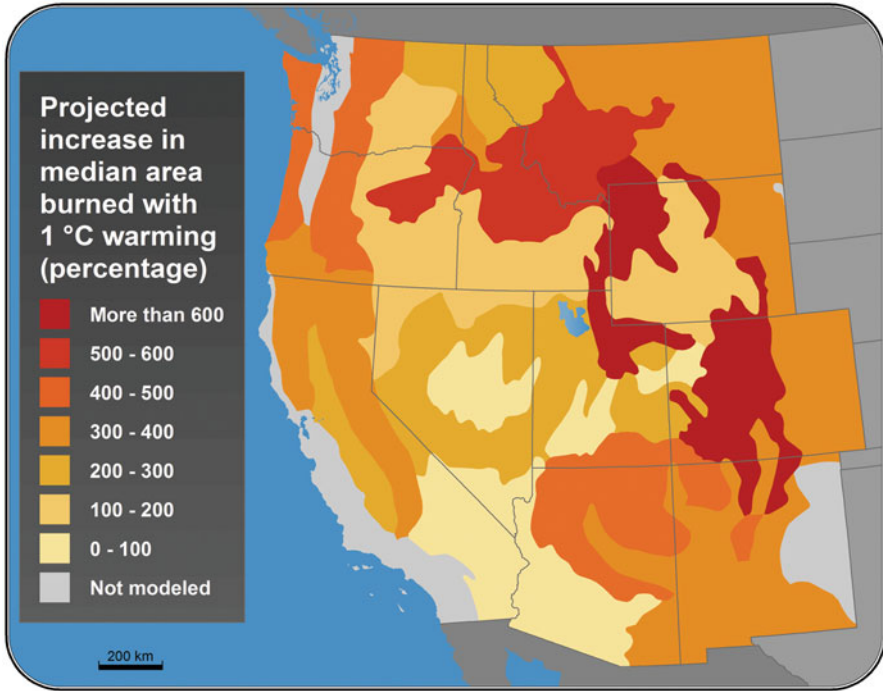 Projected
increase in
median area
burned with
1 °C warming
(percentage)
More than 600
500 - 600
400 - 500
300 - 400
200 - 300
100 - 200
0 - 100
Not modeled
200 km